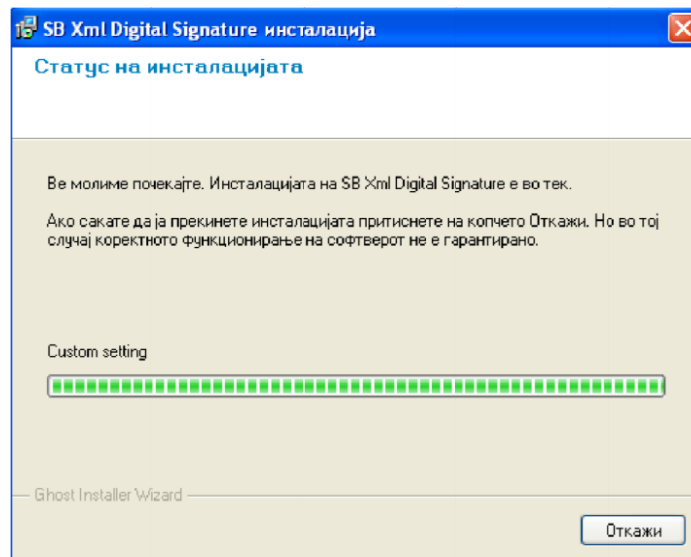 SB Xml Digital Signature инсталација
Статус на инсталацијата
Ве молиме почекајте. Инсталацијата на SB Xml Digital Signature е во тек.
Ако сакате да ја прекинете инсталацијата притиснете на копчето Откажи. Но во тој
случај коректното функционирање на софтверот не е гарантирано.
Custom setting
Ghost Installer Wizard
Откажи